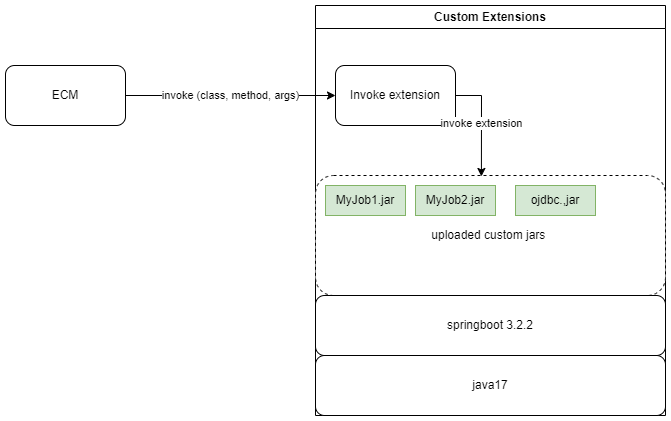 Custom Extensions
ECM
invoke (class, method, args)
Invoke extension
invoke extension
MyJob1.jar
MyJob2.jar
ojdbc.,jar
uploaded custom jars
springboot 3.2.2
java17